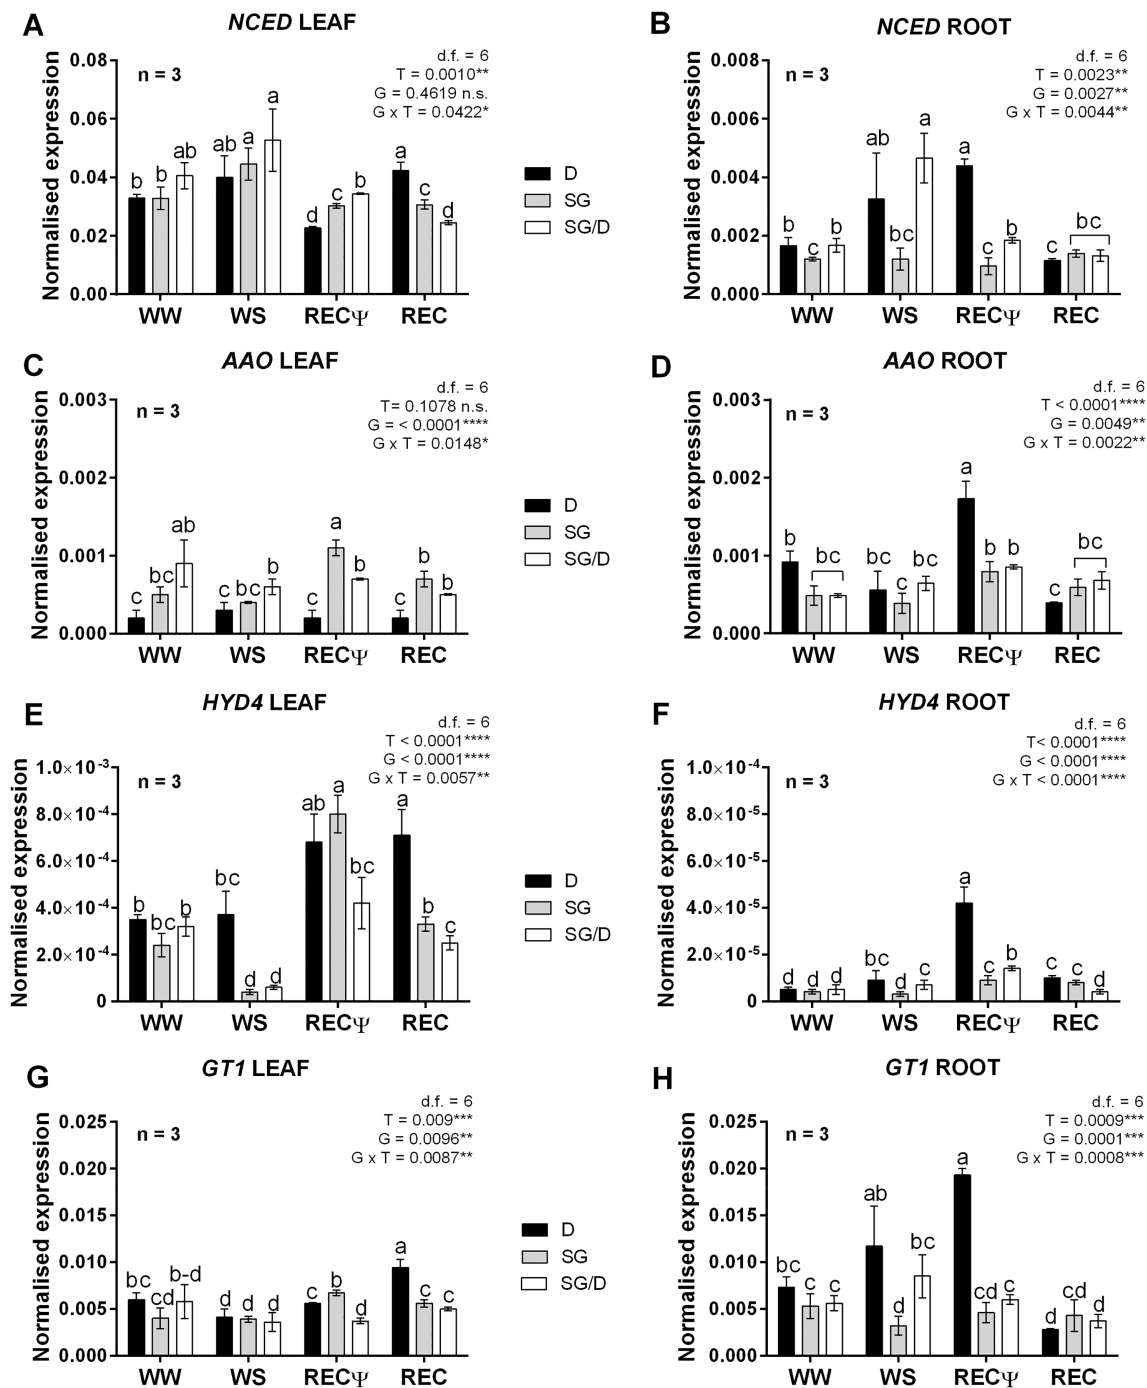 A
NCED LEAF
d.f. = 6
T = 0.0010**
G = 0.4619 n.s.
G x T = 0.0422*
n = 3
Normalised expression
0.08
0.06
0.04
0.02
0.00
b b ab
ab a a
d c b
a c d
WW WS RECΨ REC
D
SG
SG/D
B
NCED ROOT
d.f. = 6
T = 0.0023**
G = 0.0027**
G x T = 0.0044**
n = 3
Normalised expression
0.008
0.006
0.004
0.002
0.000
b c b
ab bc a
a c b
c bc
WW WS RECΨ REC
C
AAO LEAF
d.f. = 6
T= 0.1078 n.s.
G = < 0.0001****
G x T = 0.0148*
n = 3
Normalised expression
0.003
0.002
0.001
0.000
c bc ab
c bc b
c a b
c b b
WW WS RECΨ REC
D
SG
SG/D
D
AAO ROOT
d.f. = 6
T < 0.0001****
G = 0.0049**
G x T = 0.0022**
n = 3
Normalised expression
0.003
0.002
0.001
0.000
b bc
bc c bc
a b b
c bc
WW WS RECΨ REC
E
HYD4 LEAF
d.f. = 6
T < 0.0001****
G < 0.0001****
G x T = 0.0057**
n = 3
Normalised expression
1.0×10-3
8.0×10-4
6.0×10-4
4.0×10-4
2.0×10-4
0
b bc b
bc d d
ab a bc
a b c
WW WS RECΨ REC
D
SG
SG/D
F
HYD4 ROOT
d.f. = 6
T< 0.0001****
G < 0.0001****
G x T < 0.0001****
n = 3
Normalised expression
1.0×10-4
8.0×10-5
6.0×10-5
4.0×10-5
2.0×10-5
0
d d d
bc d c
a c b
c c d
WW WS RECΨ REC
G
GT1 LEAF
d.f. = 6
T = 0.009***
G = 0.0096**
G x T = 0.0087**
n = 3
Normalised expression
0.025
0.020
0.015
0.010
0.005
0.000
bc cd b-d
d d d
c b d
a c c
WW WS RECΨ REC
D
SG
SG/D
H
GT1 ROOT
d.f. = 6
T = 0.0009***
G = 0.0001***
G x T = 0.0008***
n = 3
Normalised expression
0.025
0.020
0.015
0.010
0.005
0.000
bc c c
ab d bc
a cd c
d cd d
WW WS RECΨ REC